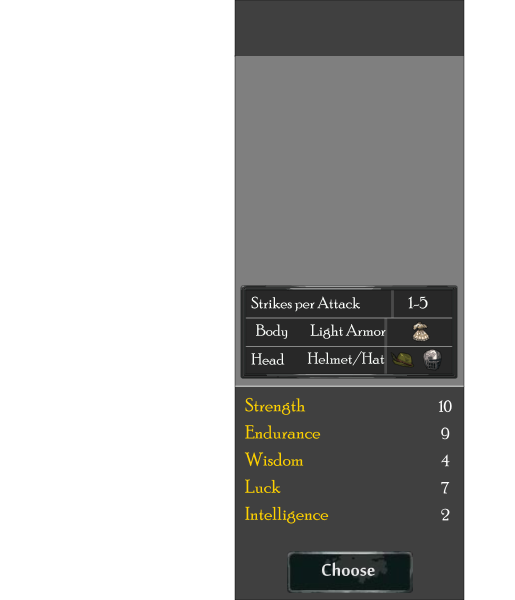 Strikes per Attack 1-5
Body Light Armor
Head Helmet/Hat
Strength 10
Endurance 9
Wisdom 4
Luck 7
Intelligence 2
Choose